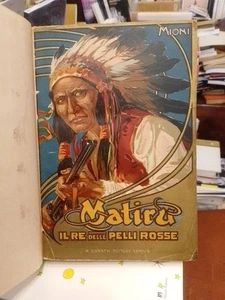 MIONI
Matiru
IL RE DELLE PELLI ROSSE